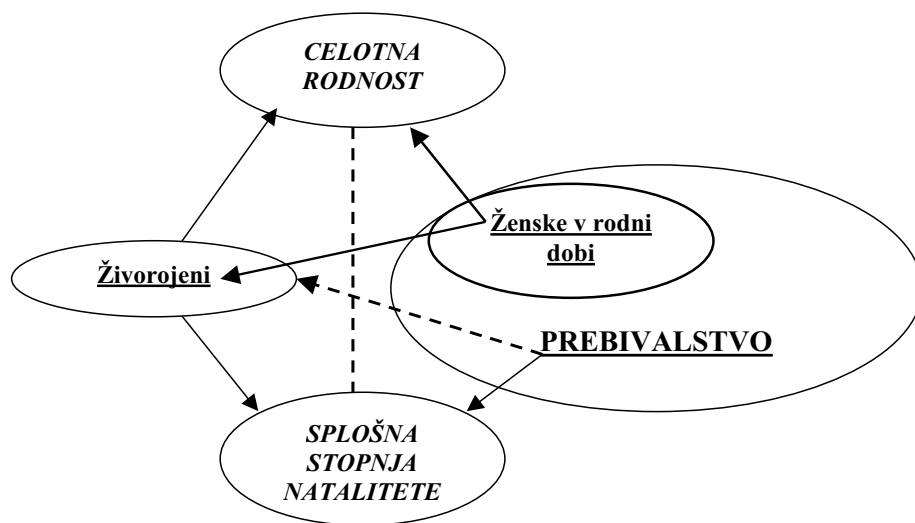 CELOTNA
RODNOST
Ženske v rodni
dobi
Živorojeni
PREBIVALSTVO
SPLOŠNA
STOPNJA
NATALITETE